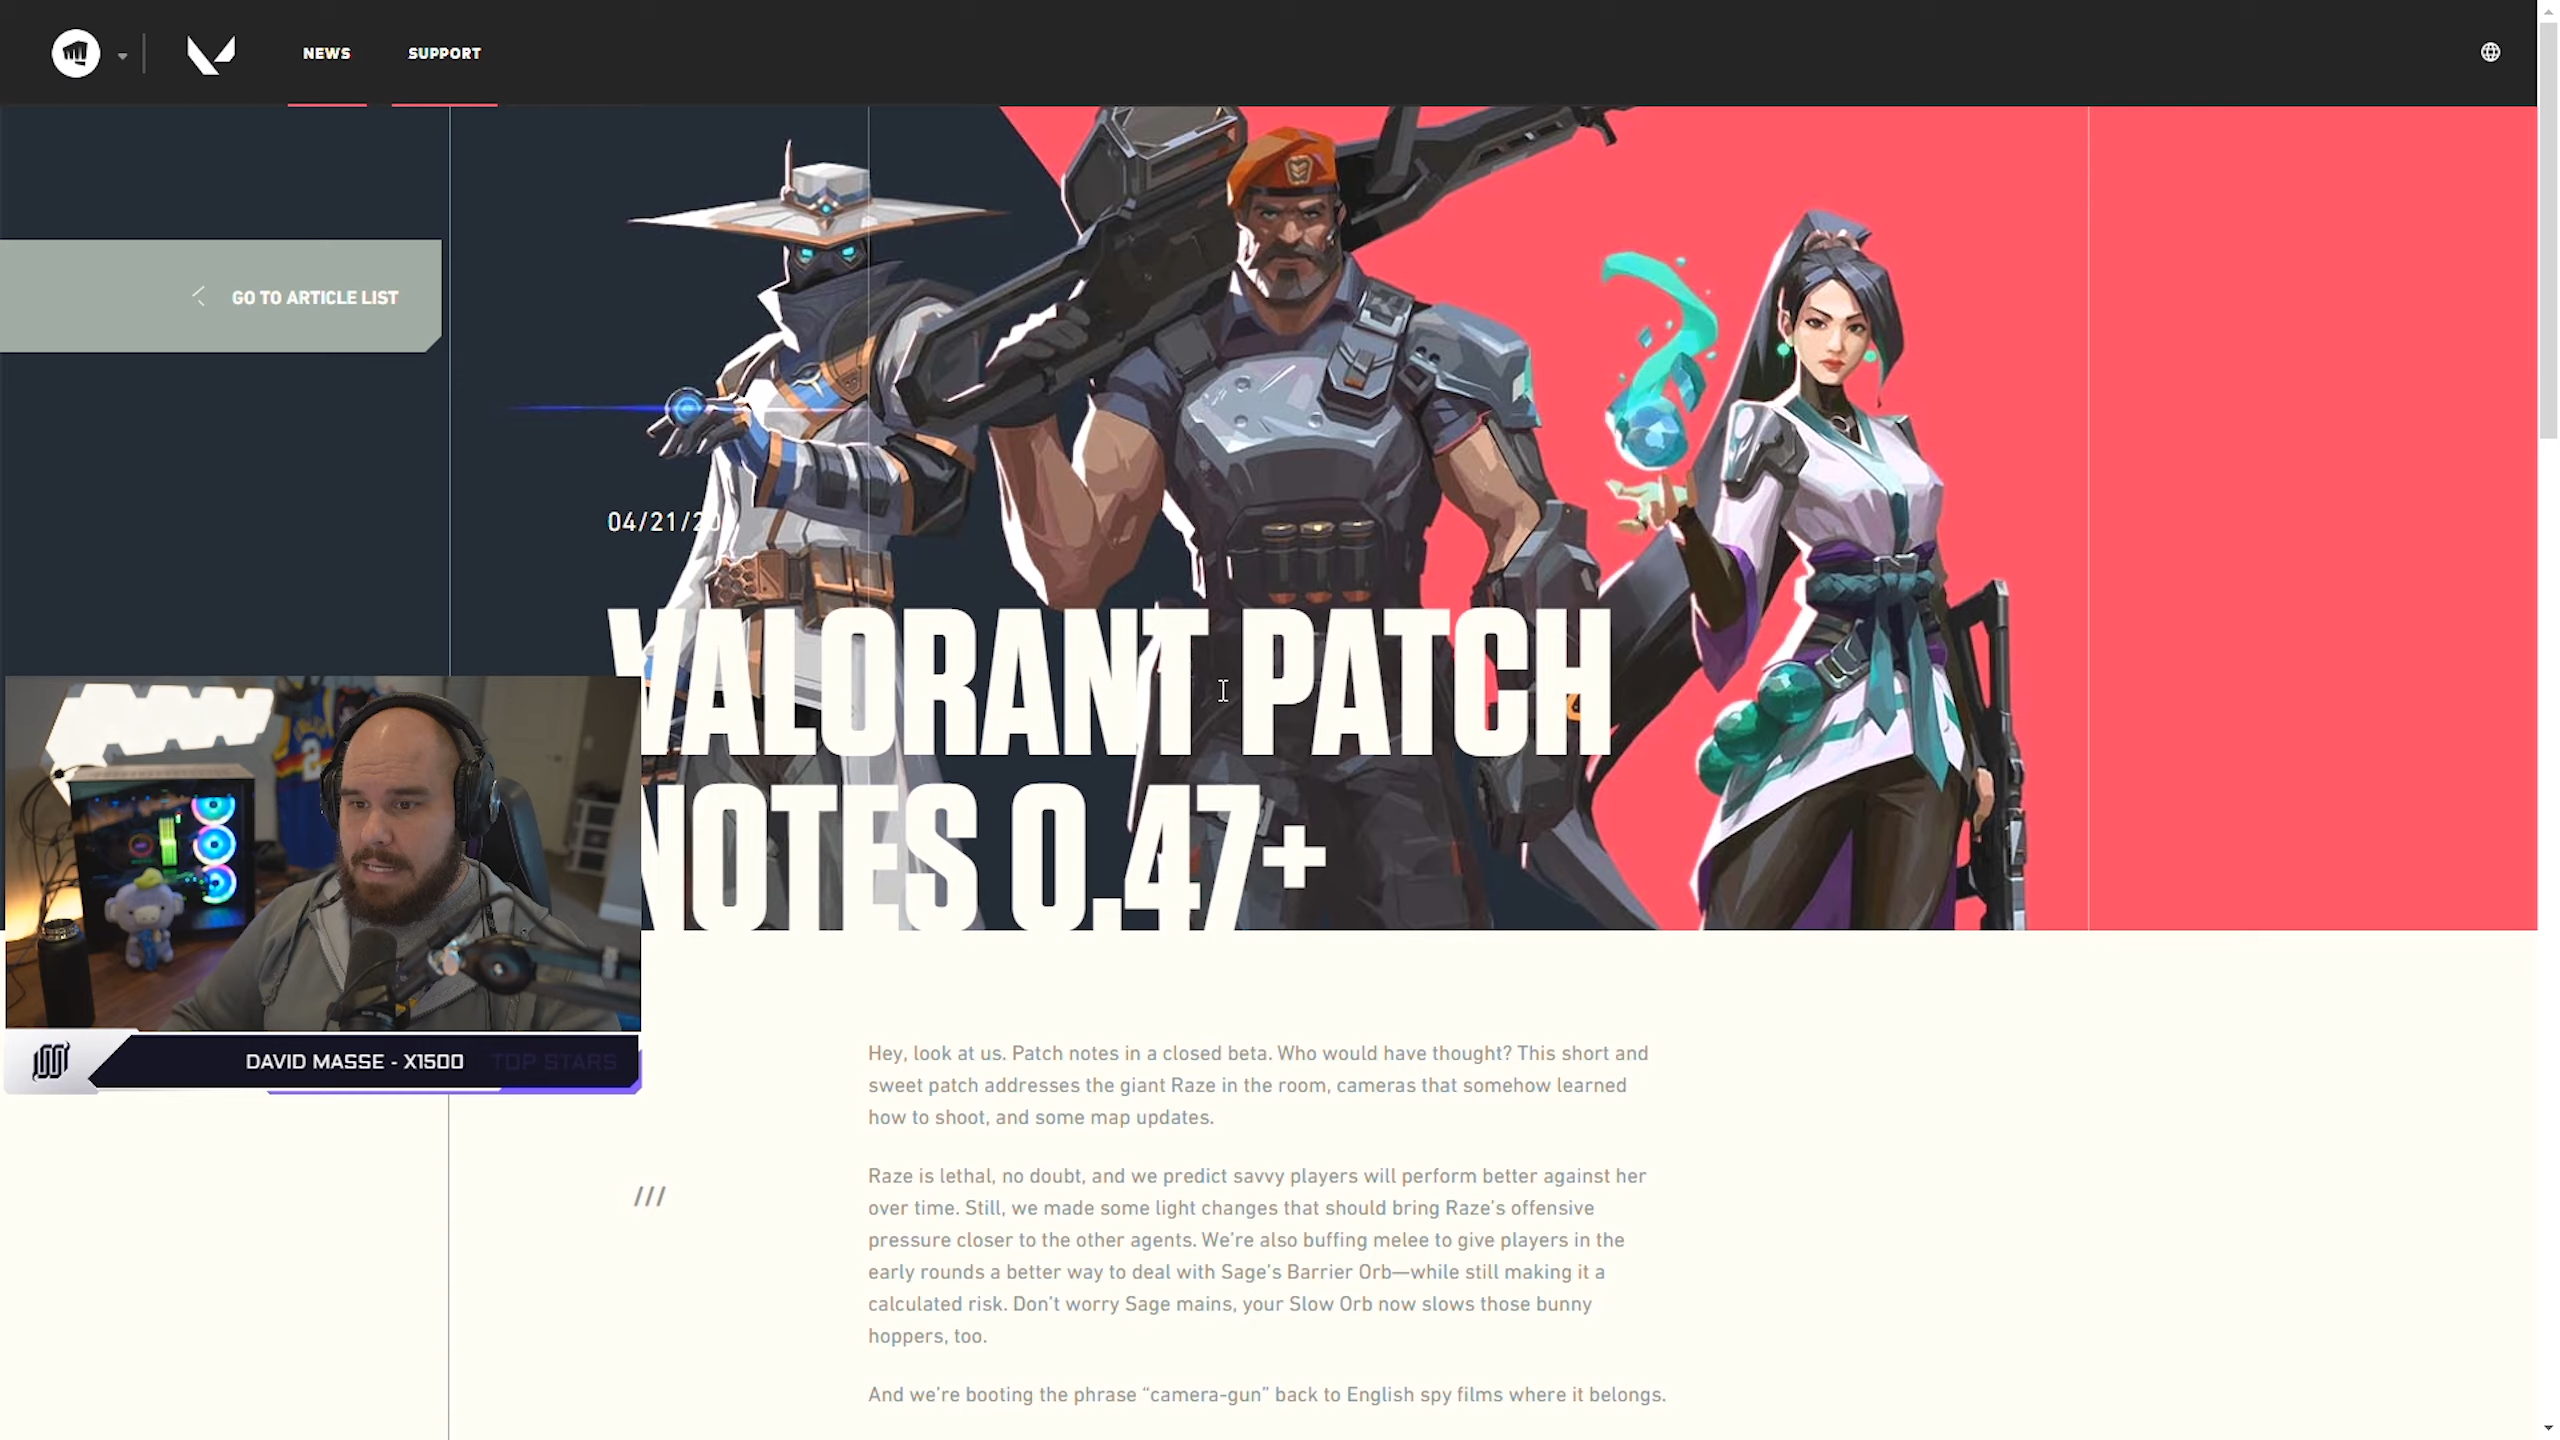 NEWS
SUPPORT
GO TO ARTICLE LIST
04/21/20
VALORANT PATCH
NOTES 0.47+
DAVID MASSE - X1500
TOP STARS
Hey, look at us. Patch notes in a closed beta. Who would have thought? This short and
sweet patch addresses the giant Raze in the room, cameras that somehow learned
how to shoot, and some map updates.
///
Raze is lethal, no doubt, and we predict savvy players will perform better against her
over time. Still, we made some light changes that should bring Raze's offensive
pressure closer to the other agents. We're also buffing melee to give players in the
early rounds a better way to deal with Sage's Barrier Orb—while still making it a
calculated risk. Don't worry Sage mains, your Slow Orb now slows those bunny
hoppers, too.
And we're booting the phrase “camera-gun” back to English spy films where it belongs.